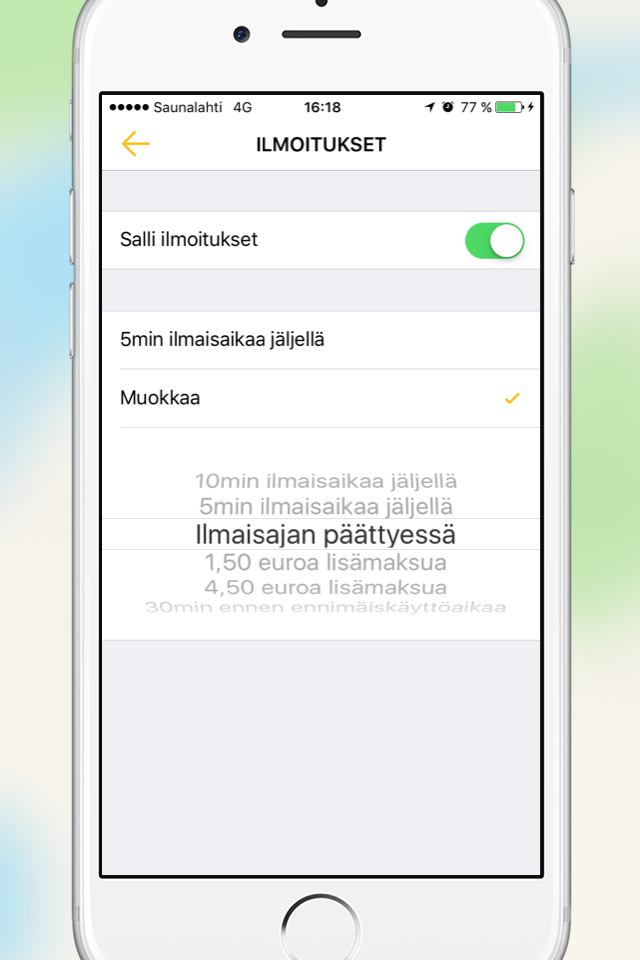 Saunalahti 4G 16:18 77 %
ILMOITUKSET
Salli ilmoitukset
5min ilmaisaikaa jäljellä
Muokkaa
10min ilmaisaikaa jäljellä
5min ilmaisaikaa jäljellä
Ilmaisajan päättyessä
1,50 euroa lisämaksua
4,50 euroa lisämaksua
30min ennen ennimäiskäyttöaikaa